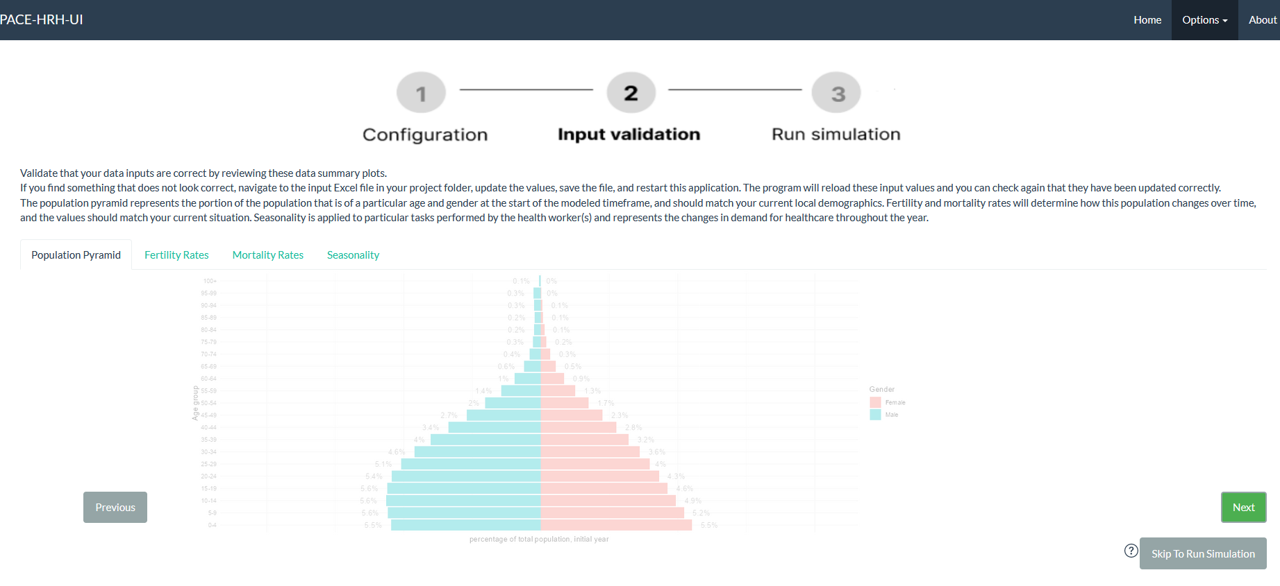 PACE-HRH-UI
Home
Options
About
1
2
3
Configuration
Input validation
Run simulation
Validate that your data inputs are correct by reviewing these data summary plots.
If you find something that does not look correct, navigate to the input Excel file in your project folder, update the values, save the file, and restart this application. The program will reload these input values and you can check again that they have been updated correctly.
The population pyramid represents the portion of the population that is of a particular age and gender at the start of the modeled timeframe, and should match your current local demographics. Fertility and mortality rates will determine how this population changes over time,
and the values should match your current situation. Seasonality is applied to particular tasks performed by the health worker(s) and represents the changes in demand for healthcare throughout the year.
Population Pyramid
Fertility Rates
Mortality Rates
Seasonality
100+ 0.1% 0%
95-99 0.3% 0%
90-94 0.3% 0.1%
85-89 0.2% 0.1%
80-84 0.2% 0.1%
75-79 0.3% 0.2%
70-74 0.4% 0.3%
65-69 0.6% 0.5%
60-64 1%
55-59 1.4% 1.3%
50-54 2% 1.7%
45-49 2.7% 2.3%
40-44 3.4% 2.8%
35-39 4% 3.2%
30-34 4.6% 3.6%
25-29 5.1% 4%
20-24 5.4% 4.3%
15-19
10-14 5.6% 4.9%
5-9 5.2%
0-4 5.5% 5.5%
Age group
percentage of total population, initial year
Gender
Female
Male
Previous
Next
?
Skip To Run Simulation